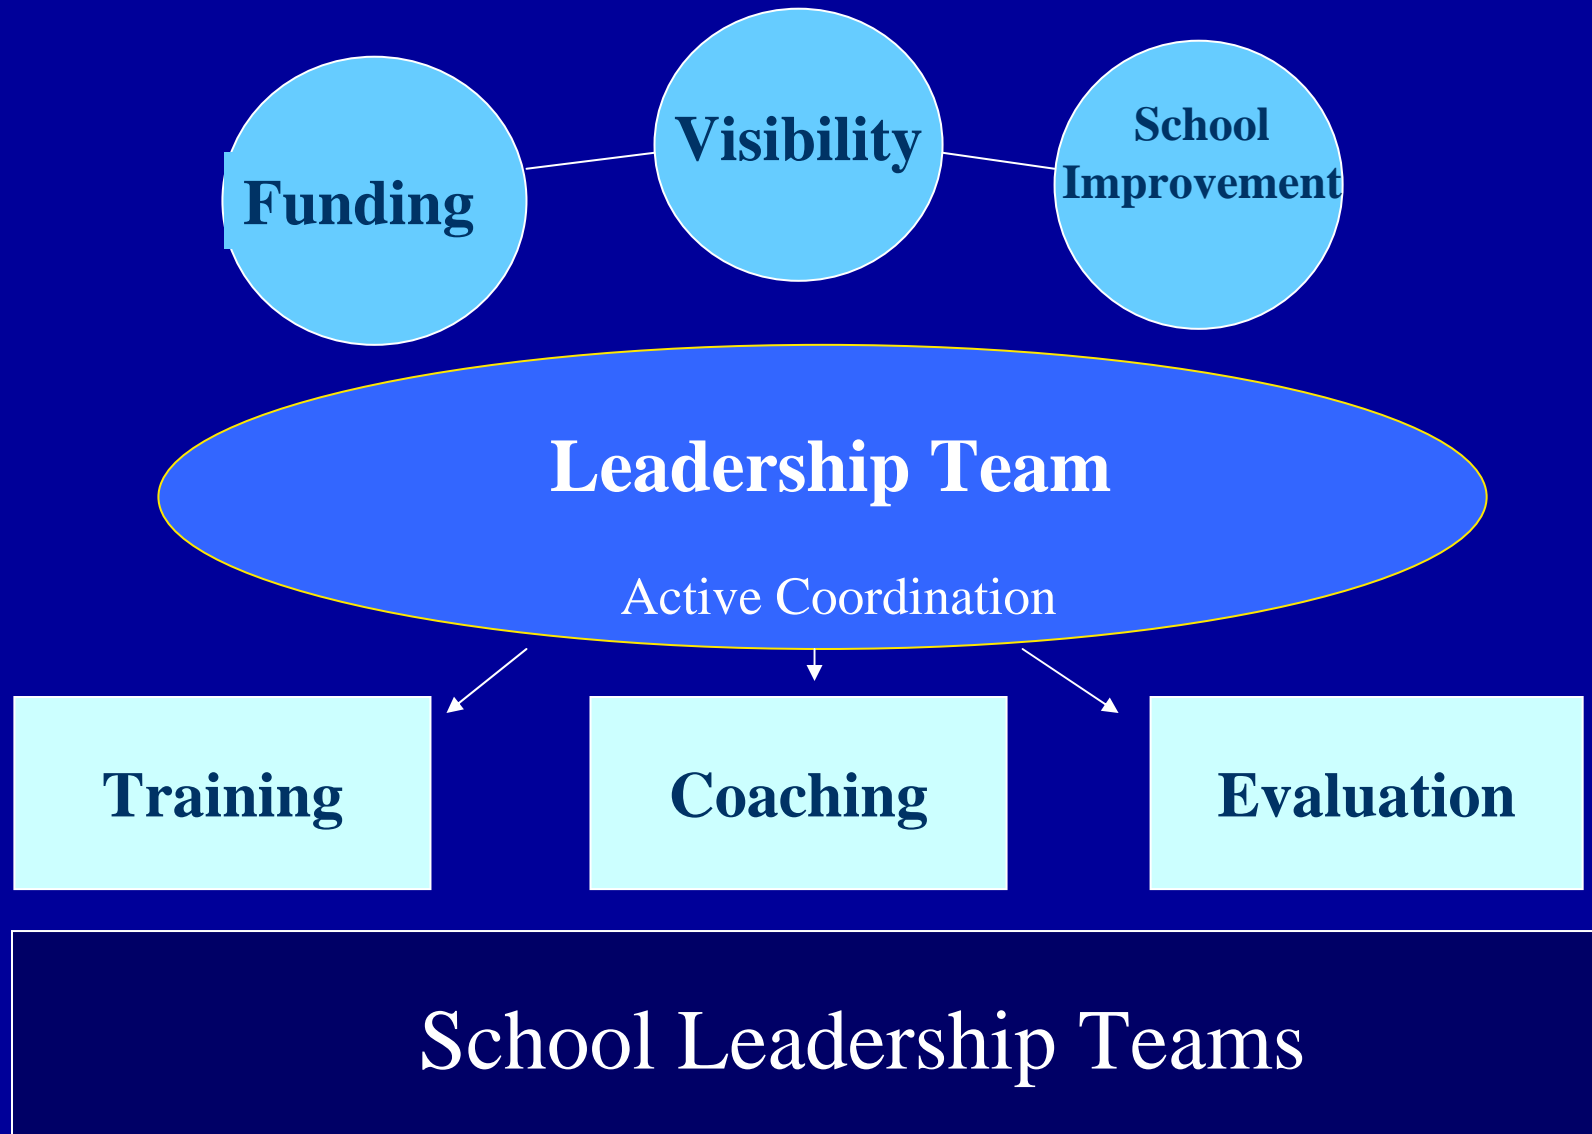 Funding
Visibility
School
Improvement
Leadership Team
Active Coordination
Training
Coaching
Evaluation
School Leadership Teams